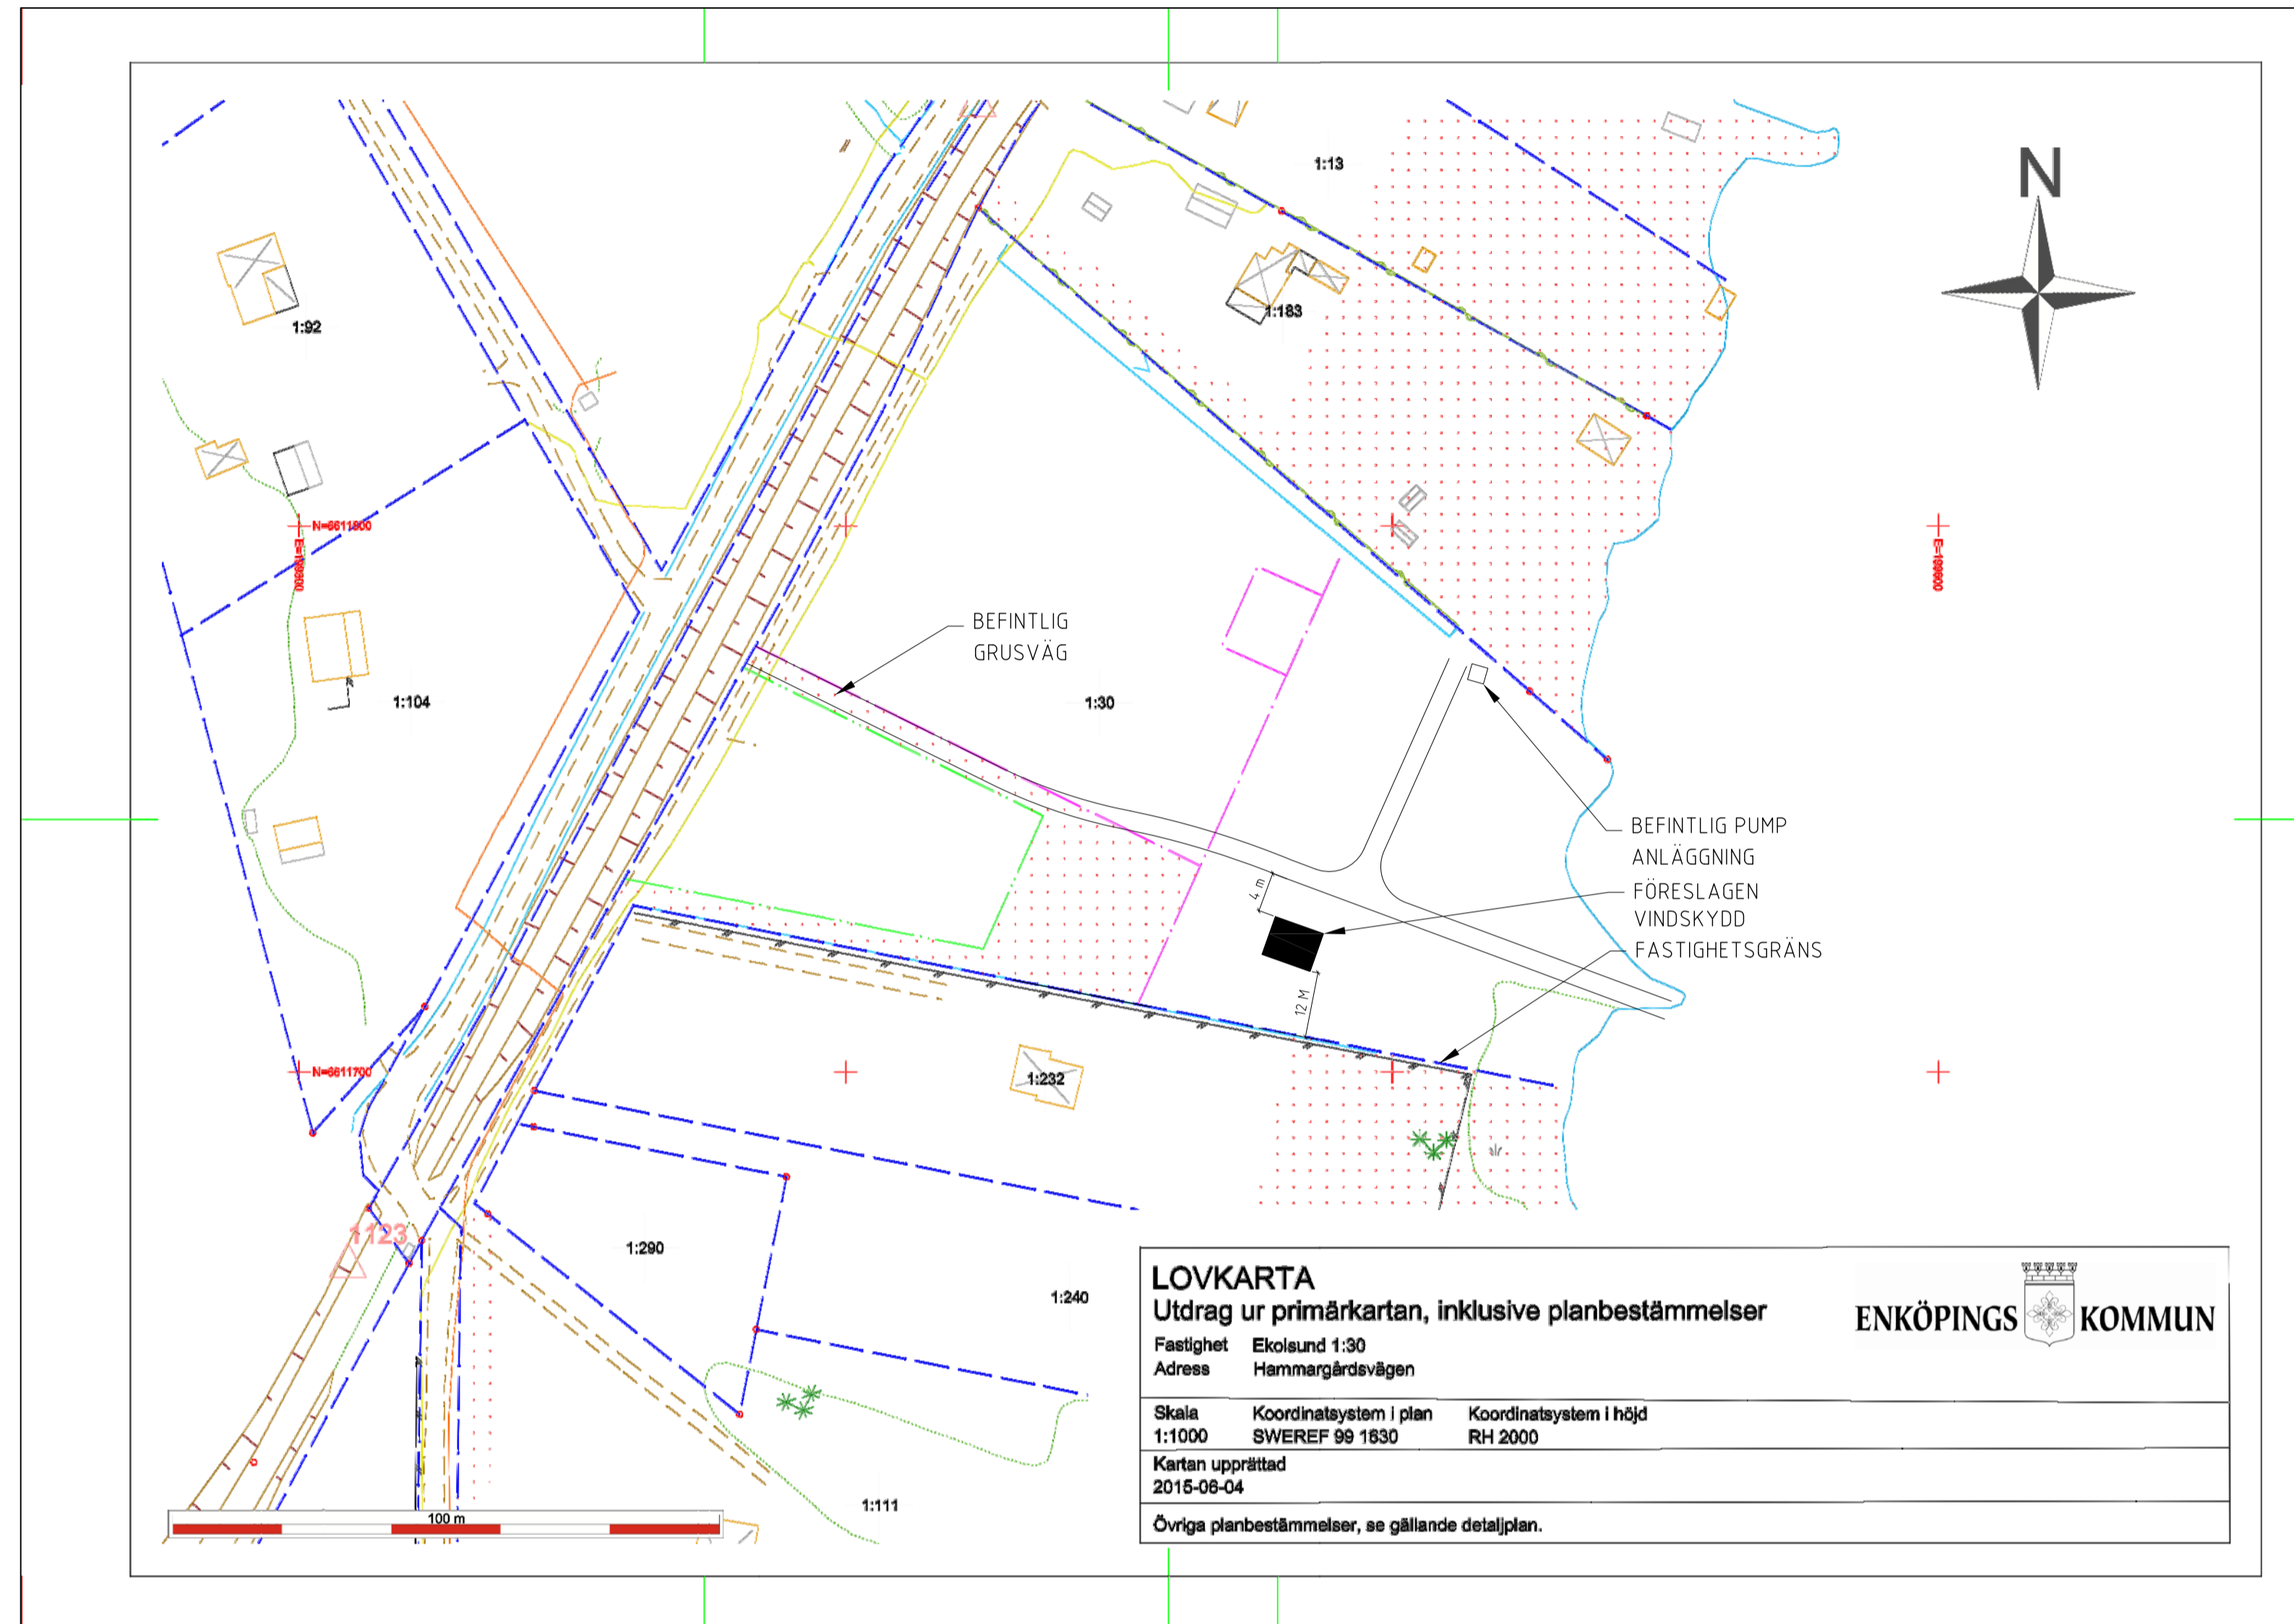 1:13
N
1:183
1:92
N=6611800
BEFINTLIG
GRUSVÄG
1:104
1:30
BEFINTLIG PUMP
ANLÄGGNING
4 m
FÖRESLAGEN
VINDSKYDD
FASTIGHETSGRÄNS
12 M
N=6611700
1:232
1123
1:290
1:240
1:111
100 m
LOVKARTA
Utdrag ur primärkartan, inklusive planbestämmelser
Fastighet Ekolsund 1:30
Adress Hammargårdsvägen
ENKÖPINGS KOMMUN
Skala Koordinatsystem i plan Koordinatsystem i höjd
1:1000 SWEREF 99 1630 RH 2000
Kartan upprättad
2015-06-04
Övriga planbestämmelser, se gällande detaljplan.